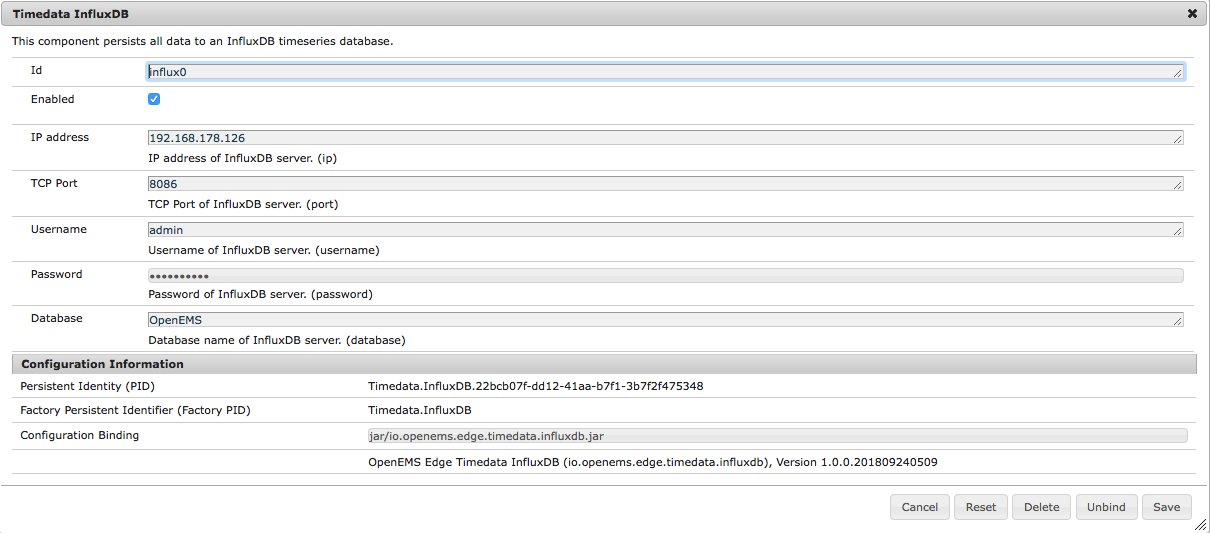 Timedata InfluxDB
This component persists all data to an InfluxDB timeseries database.
Id influx0
Enabled
IP address 192.168.178.126
IP address of InfluxDB server. (ip)
TCP Port 8086
TCP Port of InfluxDB server. (port)
Username admin
Username of InfluxDB server. (username)
Password ••••••••••
Password of InfluxDB server. (password)
Database OpenEMS
Database name of InfluxDB server. (database)
Configuration Information
Persistent Identity (PID) Timedata.InfluxDB.22bcb07f-dd12-41aa-b7f1-3b7f2f475348
Factory Persistent Identifier (Factory PID) Timedata.InfluxDB
Configuration Binding jar/io.openems.edge.timedata.influxdb.jar
OpenEMS Edge Timedata InfluxDB (io.openems.edge.timedata.influxdb), Version 1.0.0.201809240509
Cancel Reset Delete Unbind Save